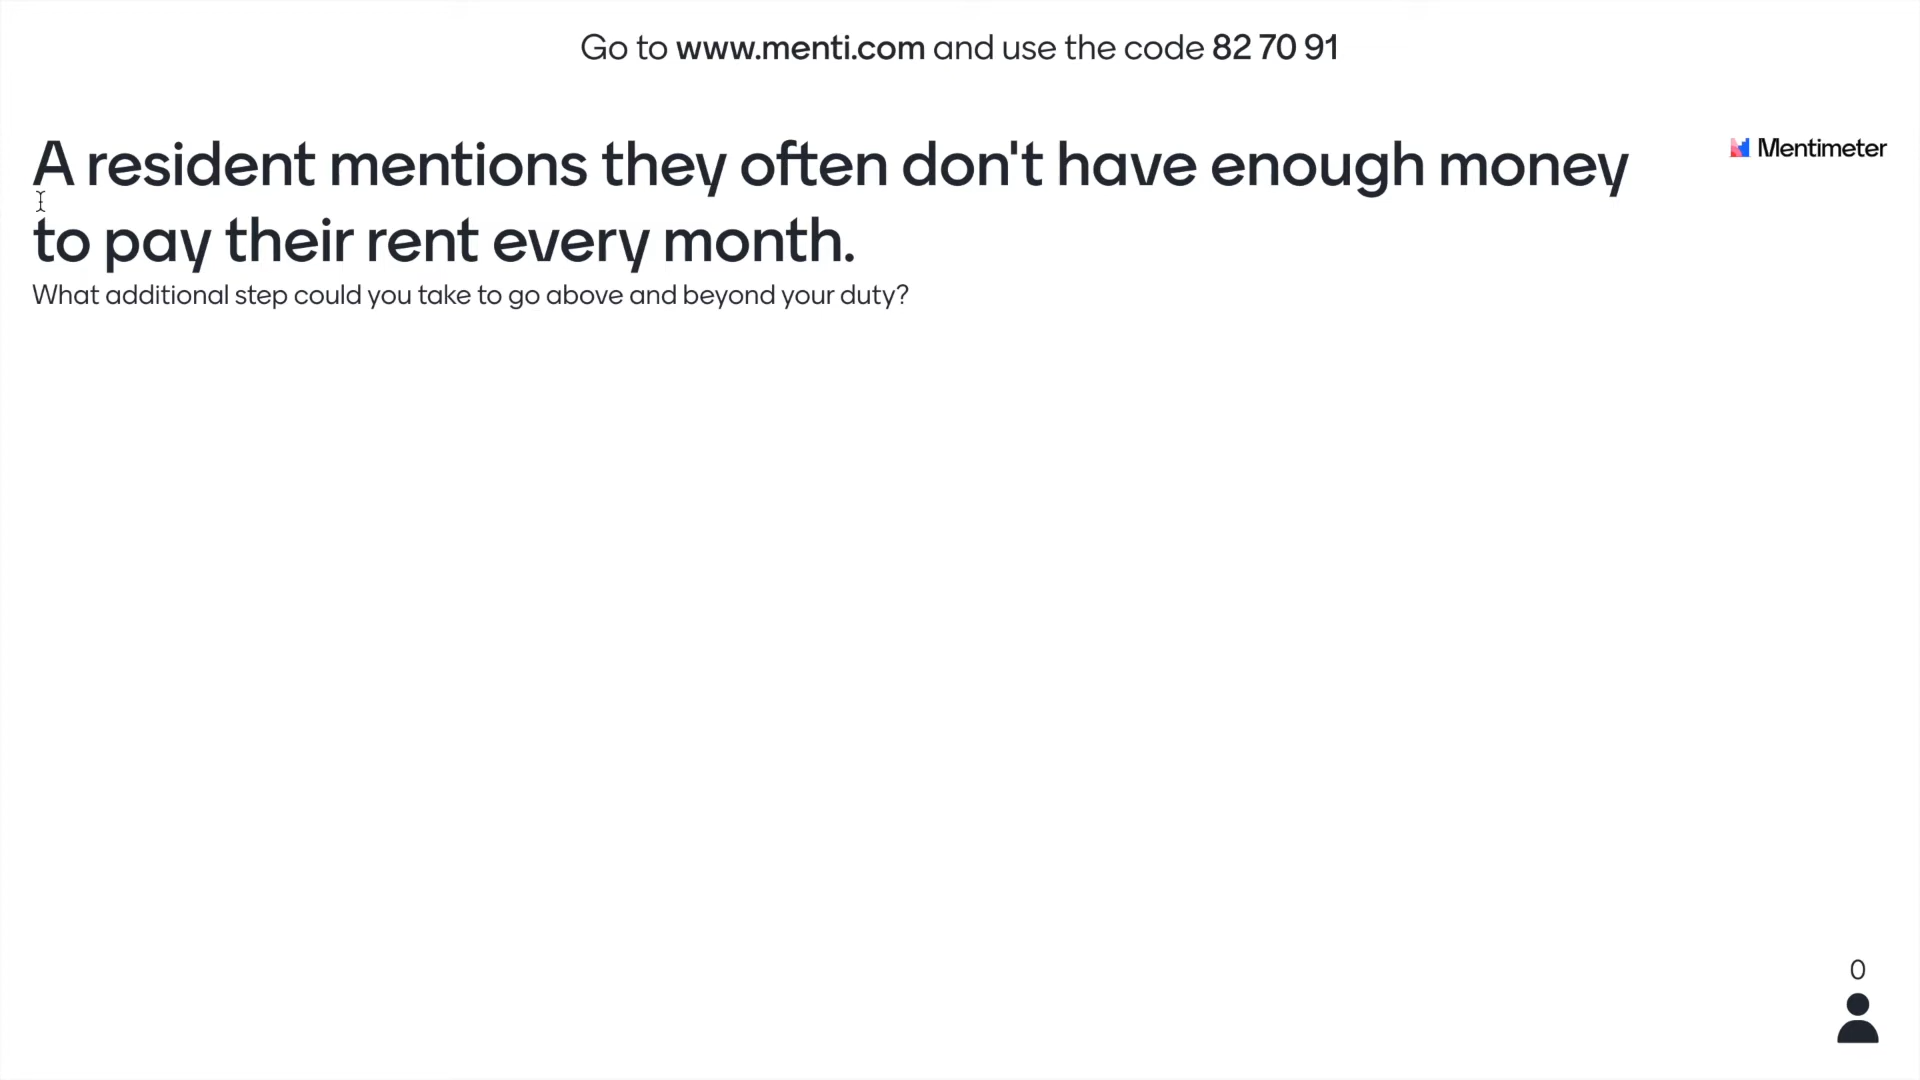 Go to www.menti.com and use the code 82 70 91
A resident mentions they often don't have enough money
Mentimeter
to pay their rent every month.
What additional step could you take to go above and beyond your duty?
0